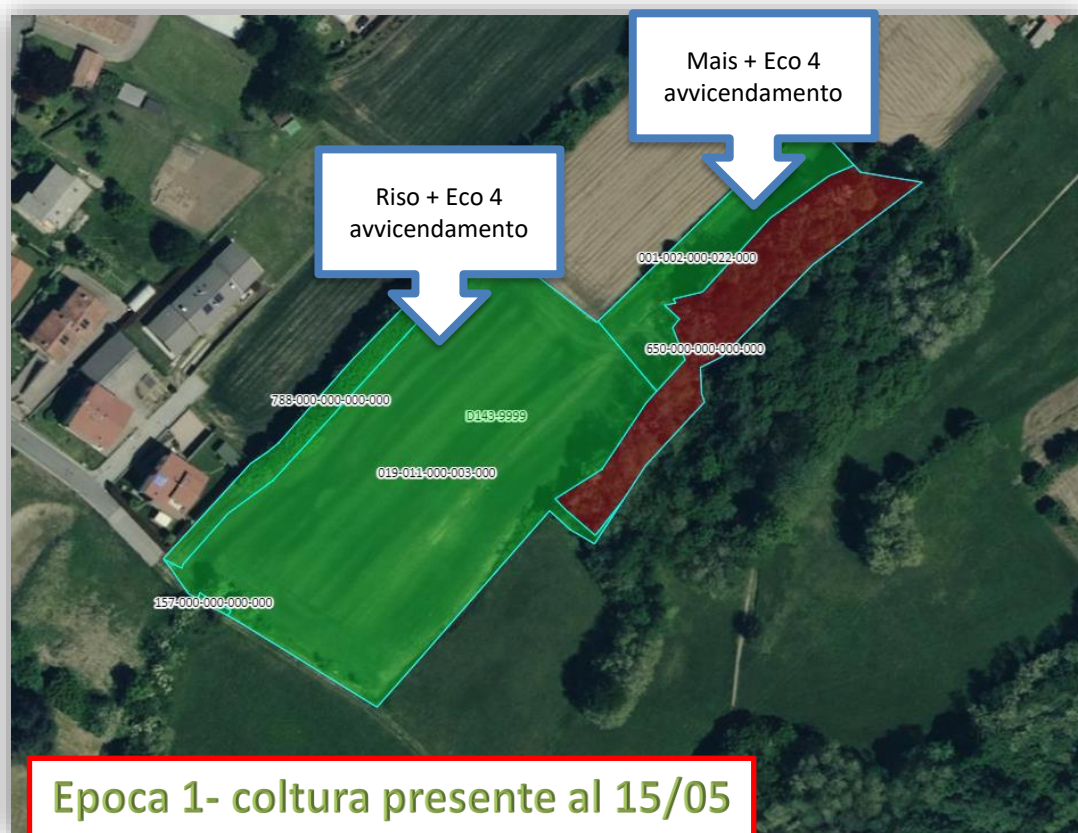 Mais + Eco 4
avvicendamento
Riso + Eco 4
avvicendamento
001-002-000-022-000
650-000-000-000-000
788-000-000-000-000
D143-9999
019-011-000-003-000
157-000-000-000-000
Epoca 1- coltura presente al 15/05